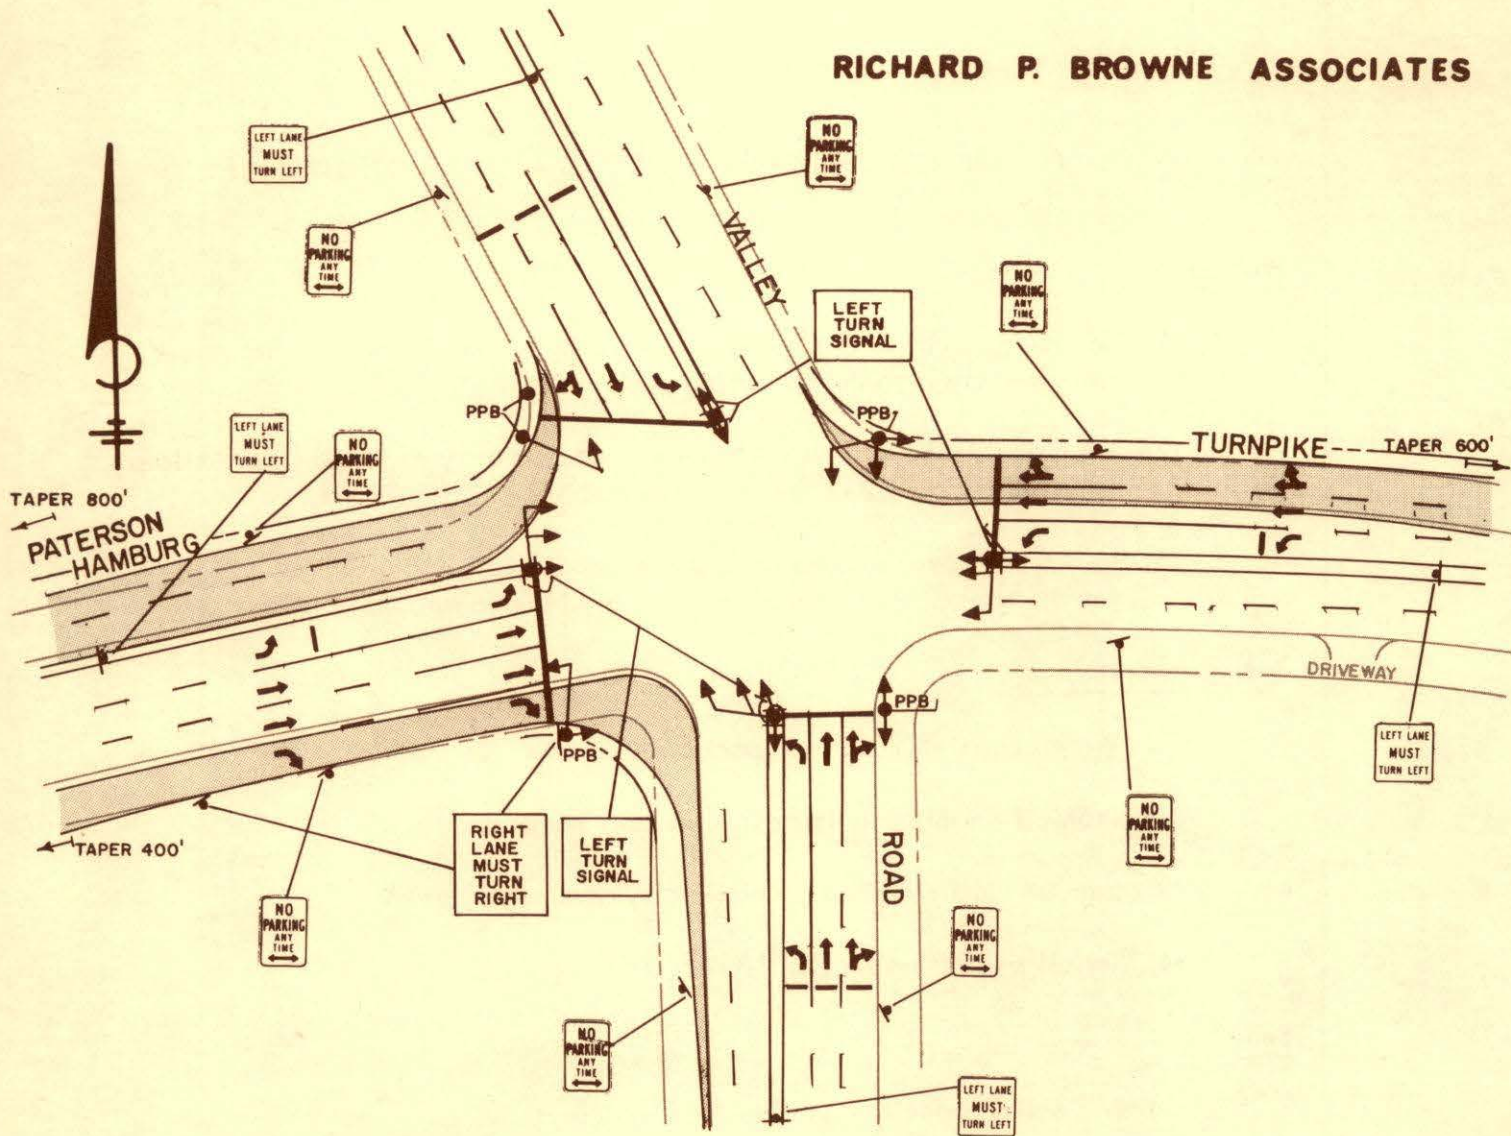 RICHARD P. BROWNE ASSOCIATES
LEFT LANE
MUST
TURN LEFT
NO
PARKING
ANY
TIME
NO
PARKING
ANY
TIME
VALLEY
LEFT
TURN
SIGNAL
NO
PARKING
ANY
TIME
PPB
PPB
LEFT LANE
MUST
TURN LEFT
NO
PARKING
ANY
TIME
TURNPIKE
TAPER 600'
TAPER 800'
PATERSON
HAMBURG
DRIVEWAY
PPB
PPB
LEFT LANE
MUST
TURN LEFT
NO
PARKING
ANY
TIME
TAPER 400'
RIGHT
LANE
MUST
TURN
RIGHT
LEFT
TURN
SIGNAL
ROAD
NO
PARKING
ANY
TIME
NO
PARKING
ANY
TIME
NO
PARKING
ANY
TIME
LEFT LANE
MUST
TURN LEFT